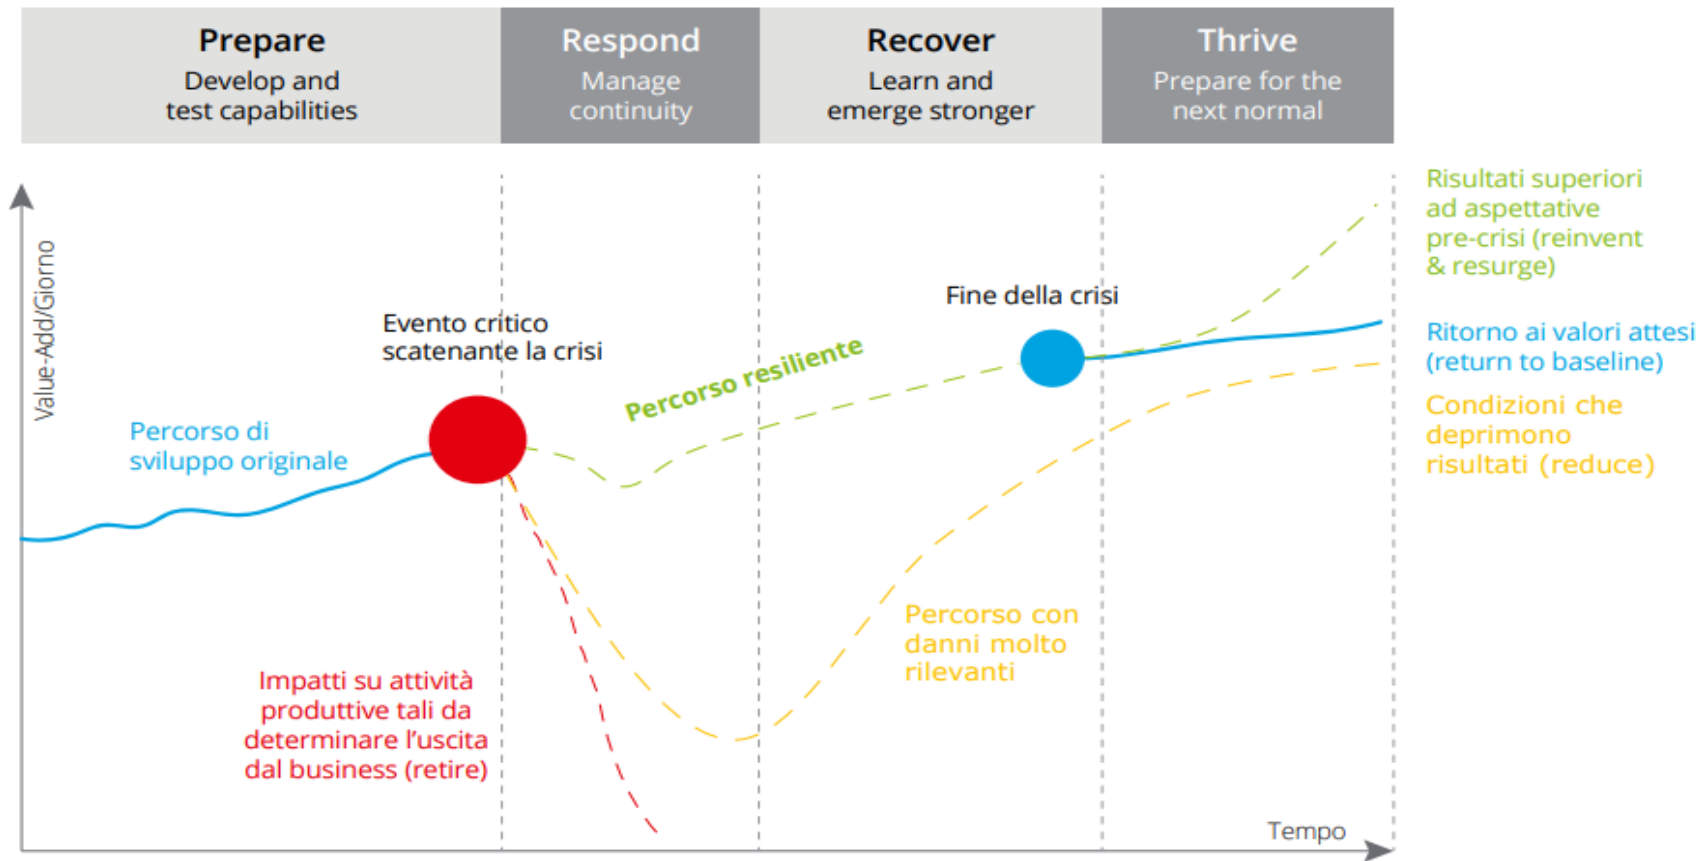 Prepare
Develop and
test capabilities
Respond
Manage
continuity
Recover
Learn and
emerge stronger
Thrive
Prepare for the
next normal
Value-Add/Giorno
Percorso di
sviluppo originale
Evento critico
scatenante la crisi
Percorso resiliente
Fine della crisi
Risultati superiori
ad aspettative
pre-crisi (reinvent
& resurge)
Ritorno ai valori attesi
(return to baseline)
Condizioni che
deprimono
risultati (reduce)
Percorso con
danni molto
rilevanti
Impatti su attività
produttive tali da
determinare l'uscita
dal business (retire)
Tempo